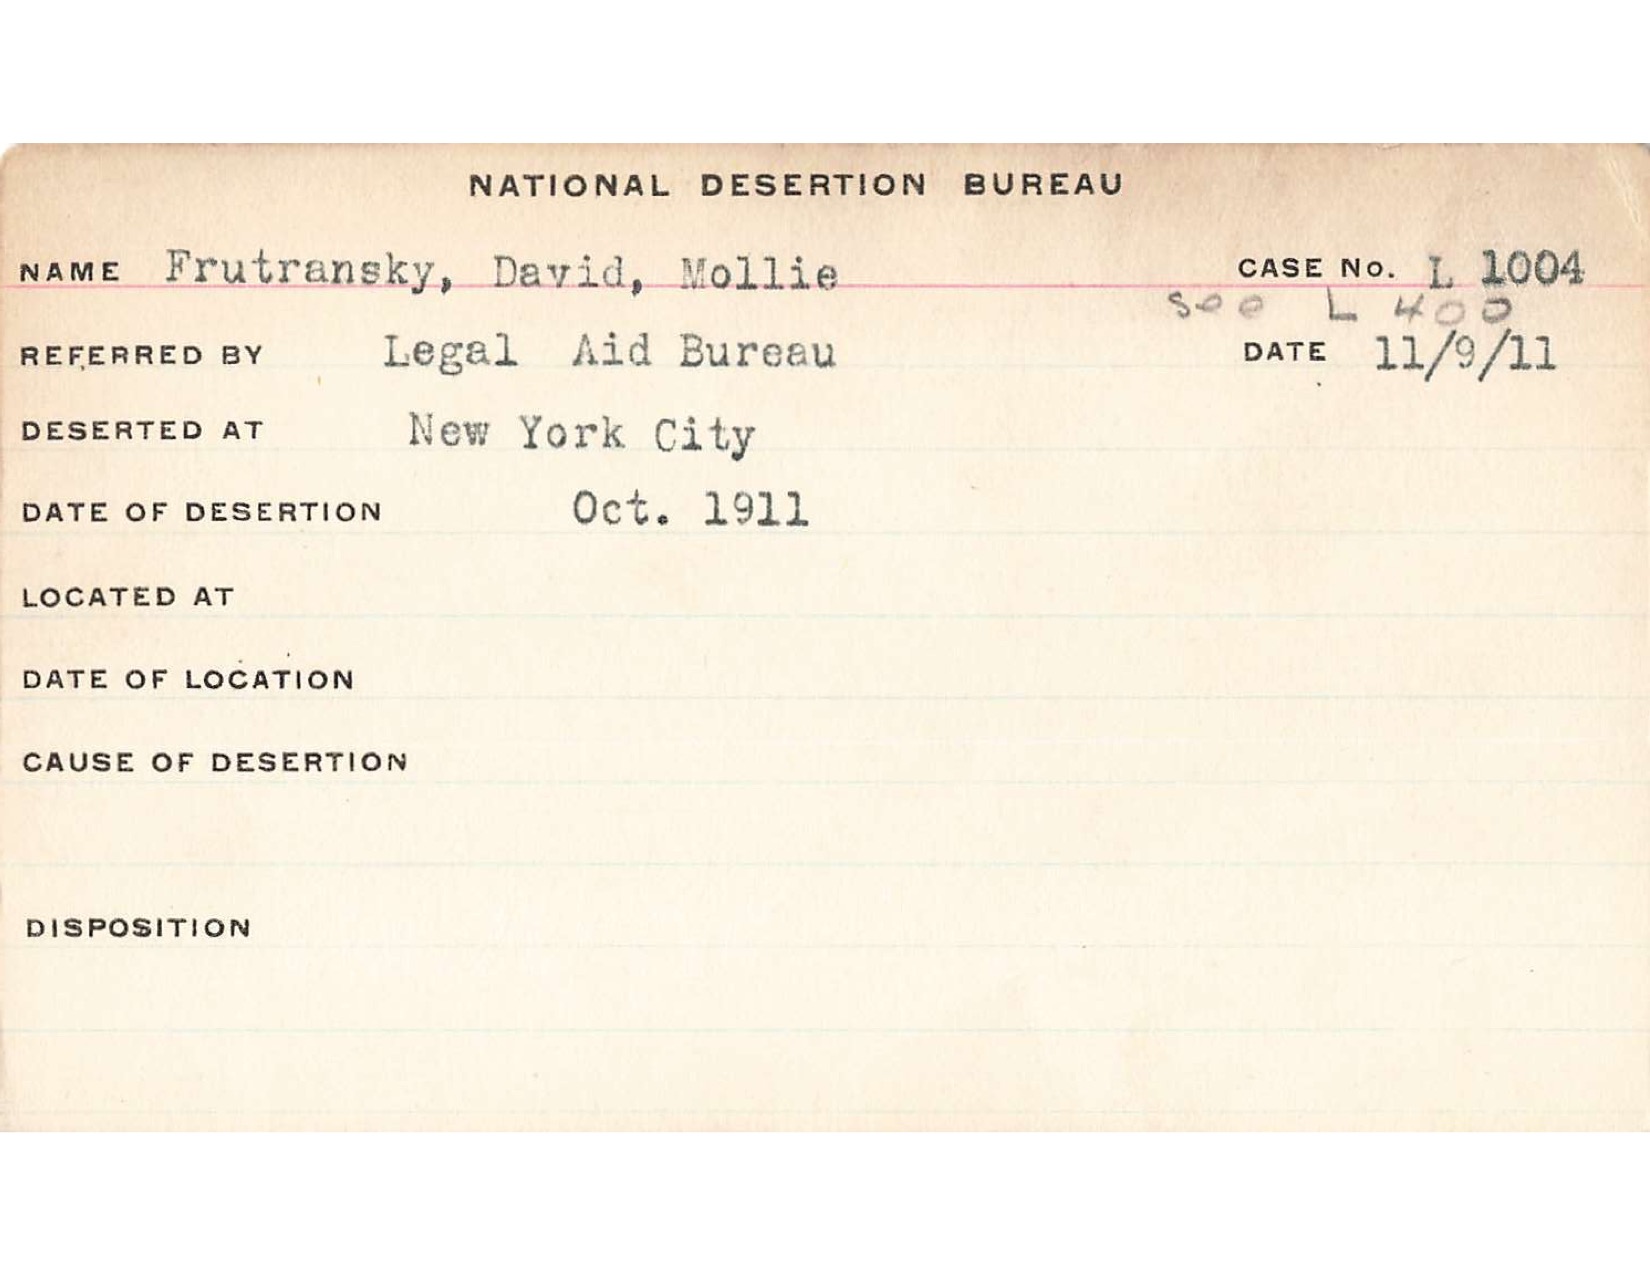 NATIONAL DESERTION BUREAU
NAME Frutransky, David, Mollie CASE No. L 1004
see L 400
REFERRED BY Legal Aid Bureau DATE 11/9/11
DESERTED AT New York City
DATE OF DESERTION Oct. 1911
LOCATED AT
DATE OF LOCATION
CAUSE OF DESERTION
DISPOSITION